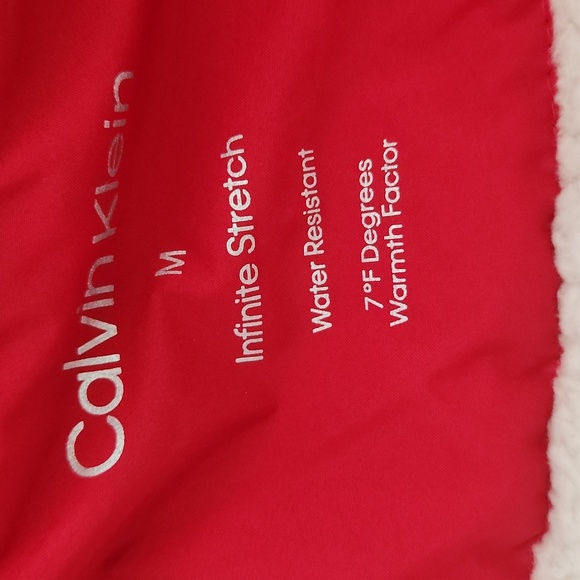 Calvin Klein
M
Infinite Stretch
Water Resistant
7 °F Degrees
Warmth Factor